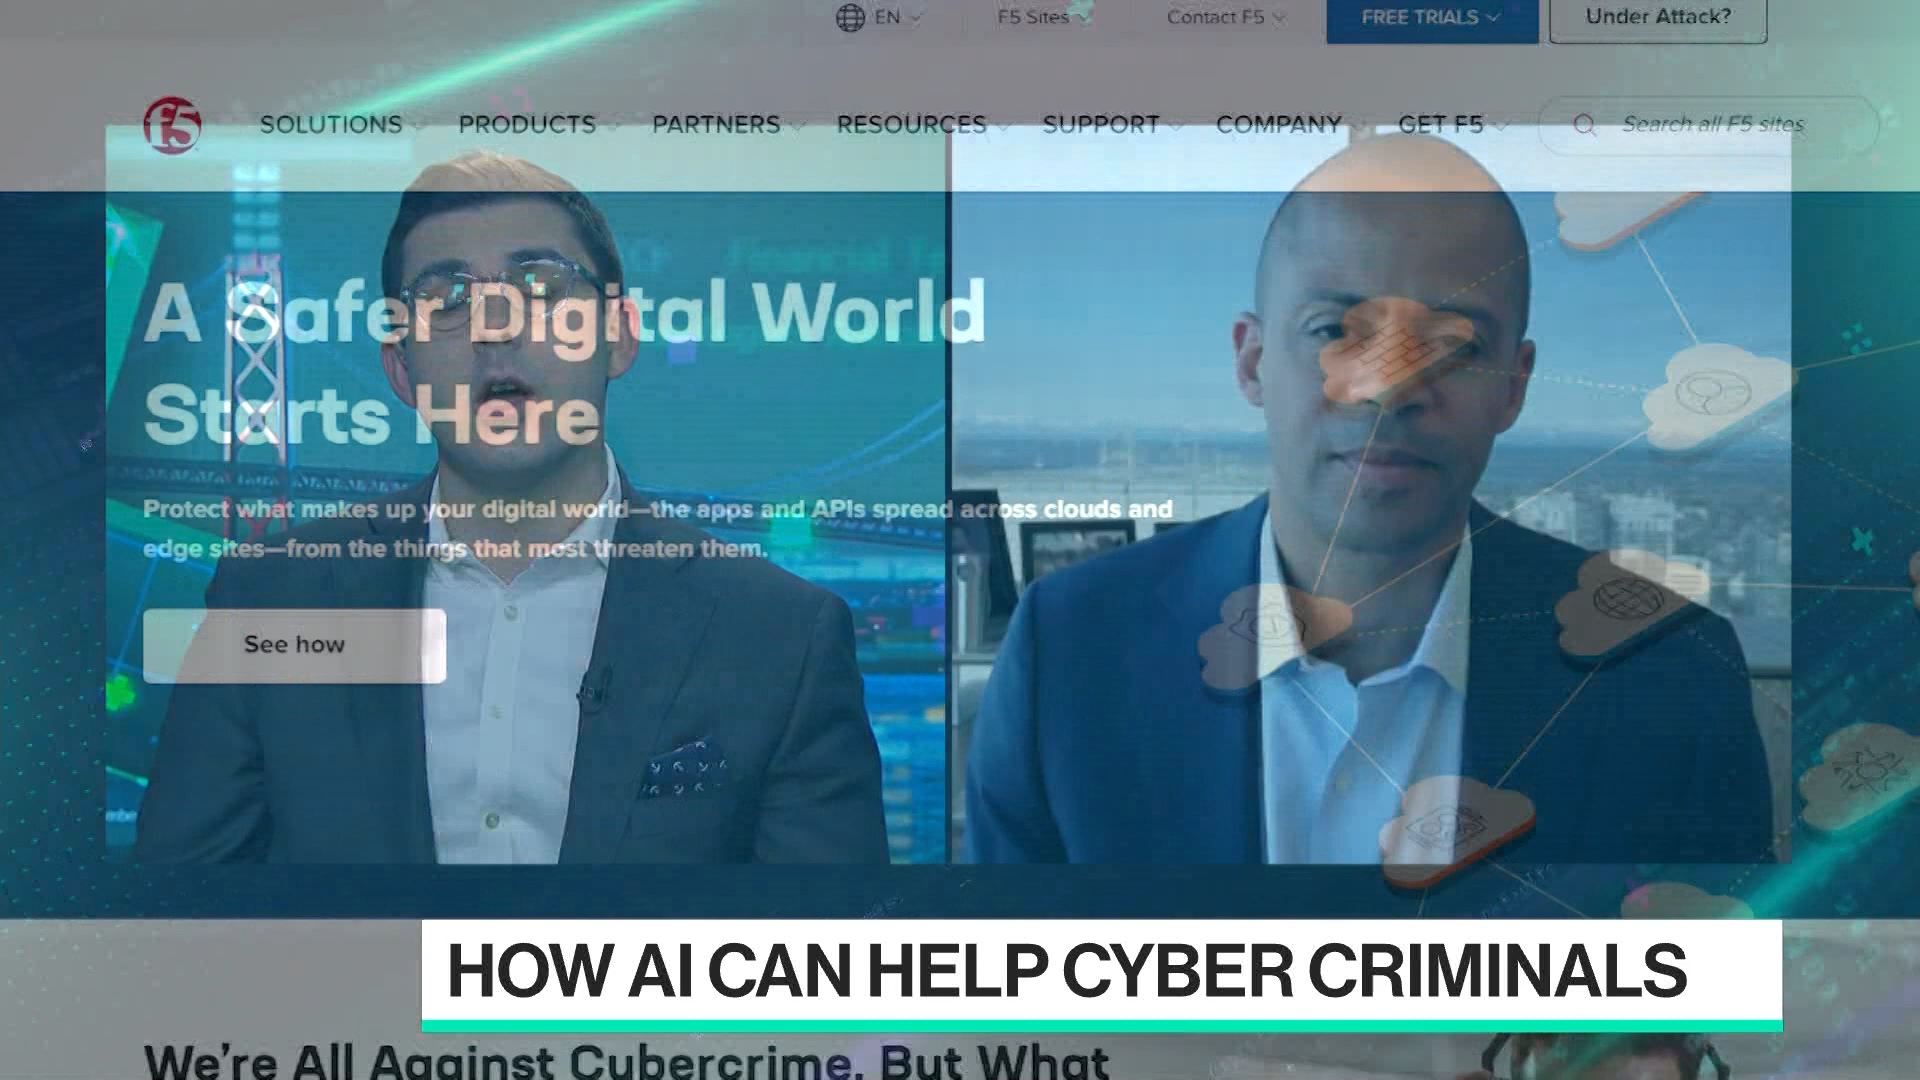 EN
F5 Sites
Contact F5
FREE TRIALS
Under Attack?
f5
SOLUTIONS
PRODUCTS
PARTNERS
RESOURCES
SUPPORT
COMPANY
GET F5
Search all F5 sites
A Safer Digital World
Starts Here
Protect what makes up your digital world—the apps and APIs spread across clouds and
edge sites—from the things that most threaten them.
See how
HOW AI CAN HELP CYBER CRIMINALS
We're All Against Cybercrime. But What